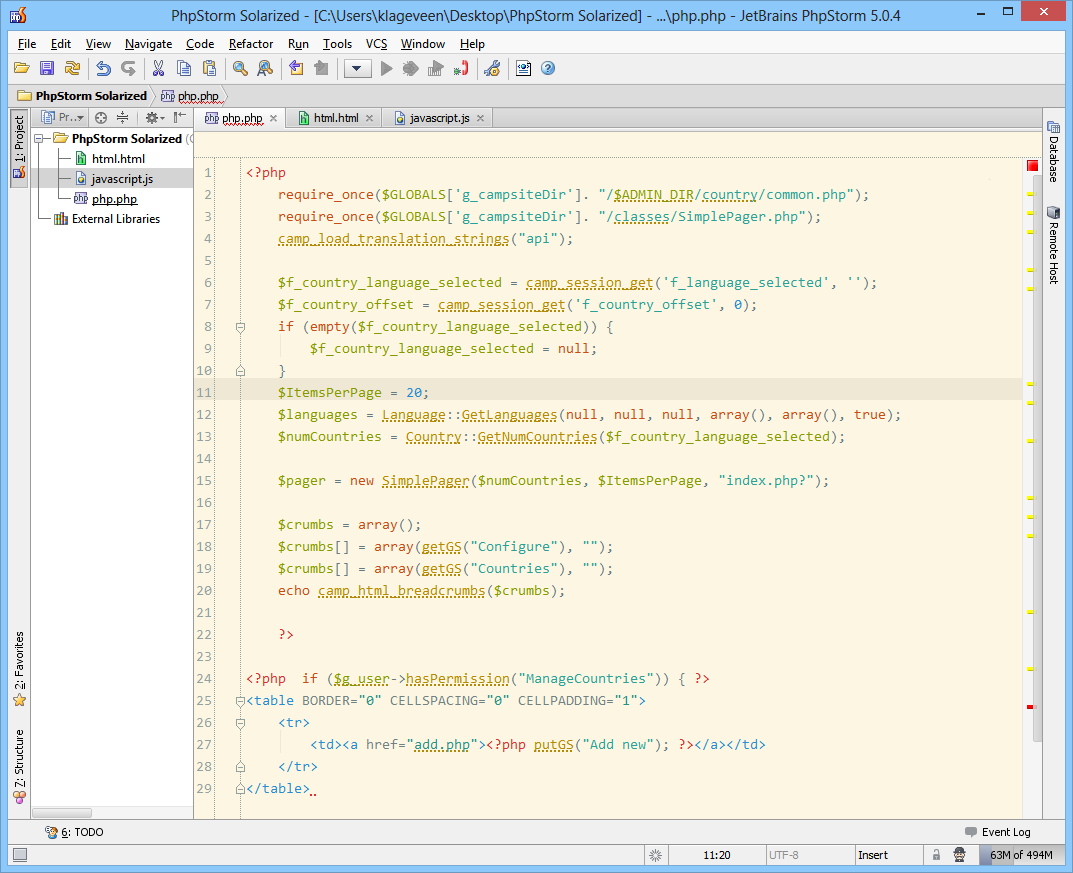 PhpStorm Solarized - [C:\Users\klageveen\Desktop\PhpStorm Solarized] - ...\php.php - JetBrains PhpStorm 5.0.4
File Edit View Navigate Code Refactor Run Tools VCS Window Help
PhpStorm Solarized php.php
1: Project
Pr...
php.php html.html javascript.js
PhpStorm Solarized (
html.html
javascript.js
php.php
External Libraries
1 <?php
2 require_once($GLOBALS['g_campsiteDir']. "/$ADMIN_DIR/country/common.php");
3 require_once($GLOBALS['g_campsiteDir']. "/classes/SimplePager.php");
4 camp_load_translation_strings("api");
5
6 $f_country_language_selected = camp_session_get('f_language_selected', '');
7 $f_country_offset = camp_session_get('f_country_offset', 0);
8 if (empty($f_country_language_selected)) {
9 $f_country_language_selected = null;
10 }
11 $ItemsPerPage = 20;
12 $languages = Language::GetLanguages(null, null, null, array(), array(), true);
13 $numCountries = Country::GetNumCountries($f_country_language_selected);
14
15 $pager = new SimplePager($numCountries, $ItemsPerPage, "index.php?");
16
17 $crumbs = array();
18 $crumbs[] = array(getGS("Configure"), "");
19 $crumbs[] = array(getGS("Countries"), "");
20 echo camp_html_breadcrumbs($crumbs);
21
22 ?>
23
24 <?php if ($g_user->hasPermission("ManageCountries")) { ?>
25 <table BORDER="0" CELLSPACING="0" CELLPADDING="1">
26 <tr>
27 <td><a href="add.php"><?php putGS("Add new"); ?></a></td>
28 </tr>
29 </table>
Database
Remote Host
2: Favorites
7: Structure
6: TODO Event Log
11:20 UTF-8 Insert 63M of 494M